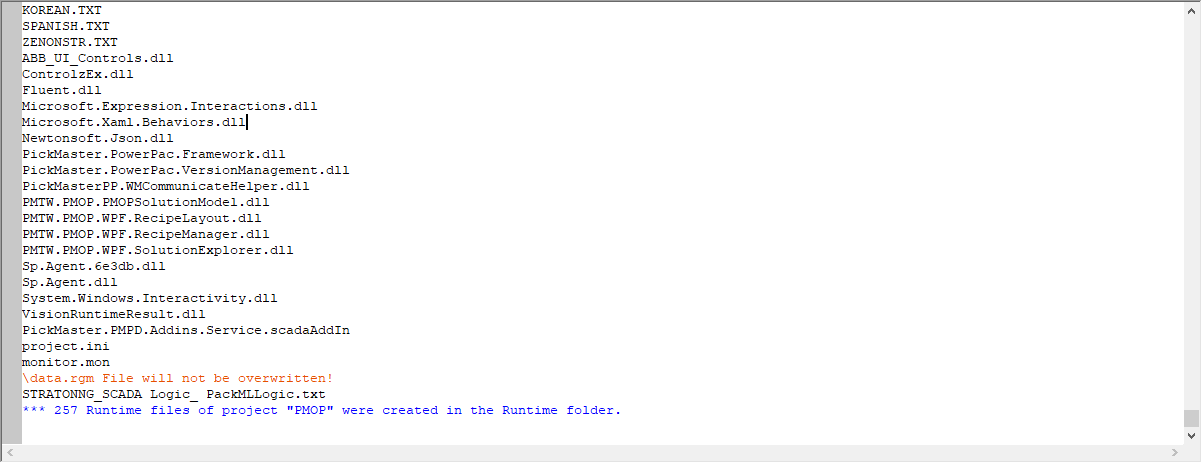 KOREAN.TXT
SPANISH.TXT
ZENONSTR.TXT
ABB_UI_Controls.dll
ControlzEx.dll
Fluent.dll
Microsoft.Expression.Interactions.dll
Microsoft.Xaml.Behaviors.dll
Newtonsoft.Json.dll
PickMaster.PowerPac.Framework.dll
PickMaster.PowerPac.VersionManagement.dll
PickMasterPP.WMCommunicateHelper.dll
PMTW.PMOP.PMOPSolutionModel.dll
PMTW.PMOP.WPF.RecipeLayout.dll
PMTW.PMOP.WPF.RecipeManager.dll
PMTW.PMOP.WPF.SolutionExplorer.dll
Sp.Agent.6e3db.dll
Sp.Agent.dll
System.Windows.Interactivity.dll
VisionRuntimeResult.dll
PickMaster.PMPD.Addins.Service.scadaAddIn
project.ini
monitor.mon
\data.rgm File will not be overwritten!
STRATONNG_SCADA Logic_ PackMLLogic.txt
*** 257 Runtime files of project "PMOP" were created in the Runtime folder.